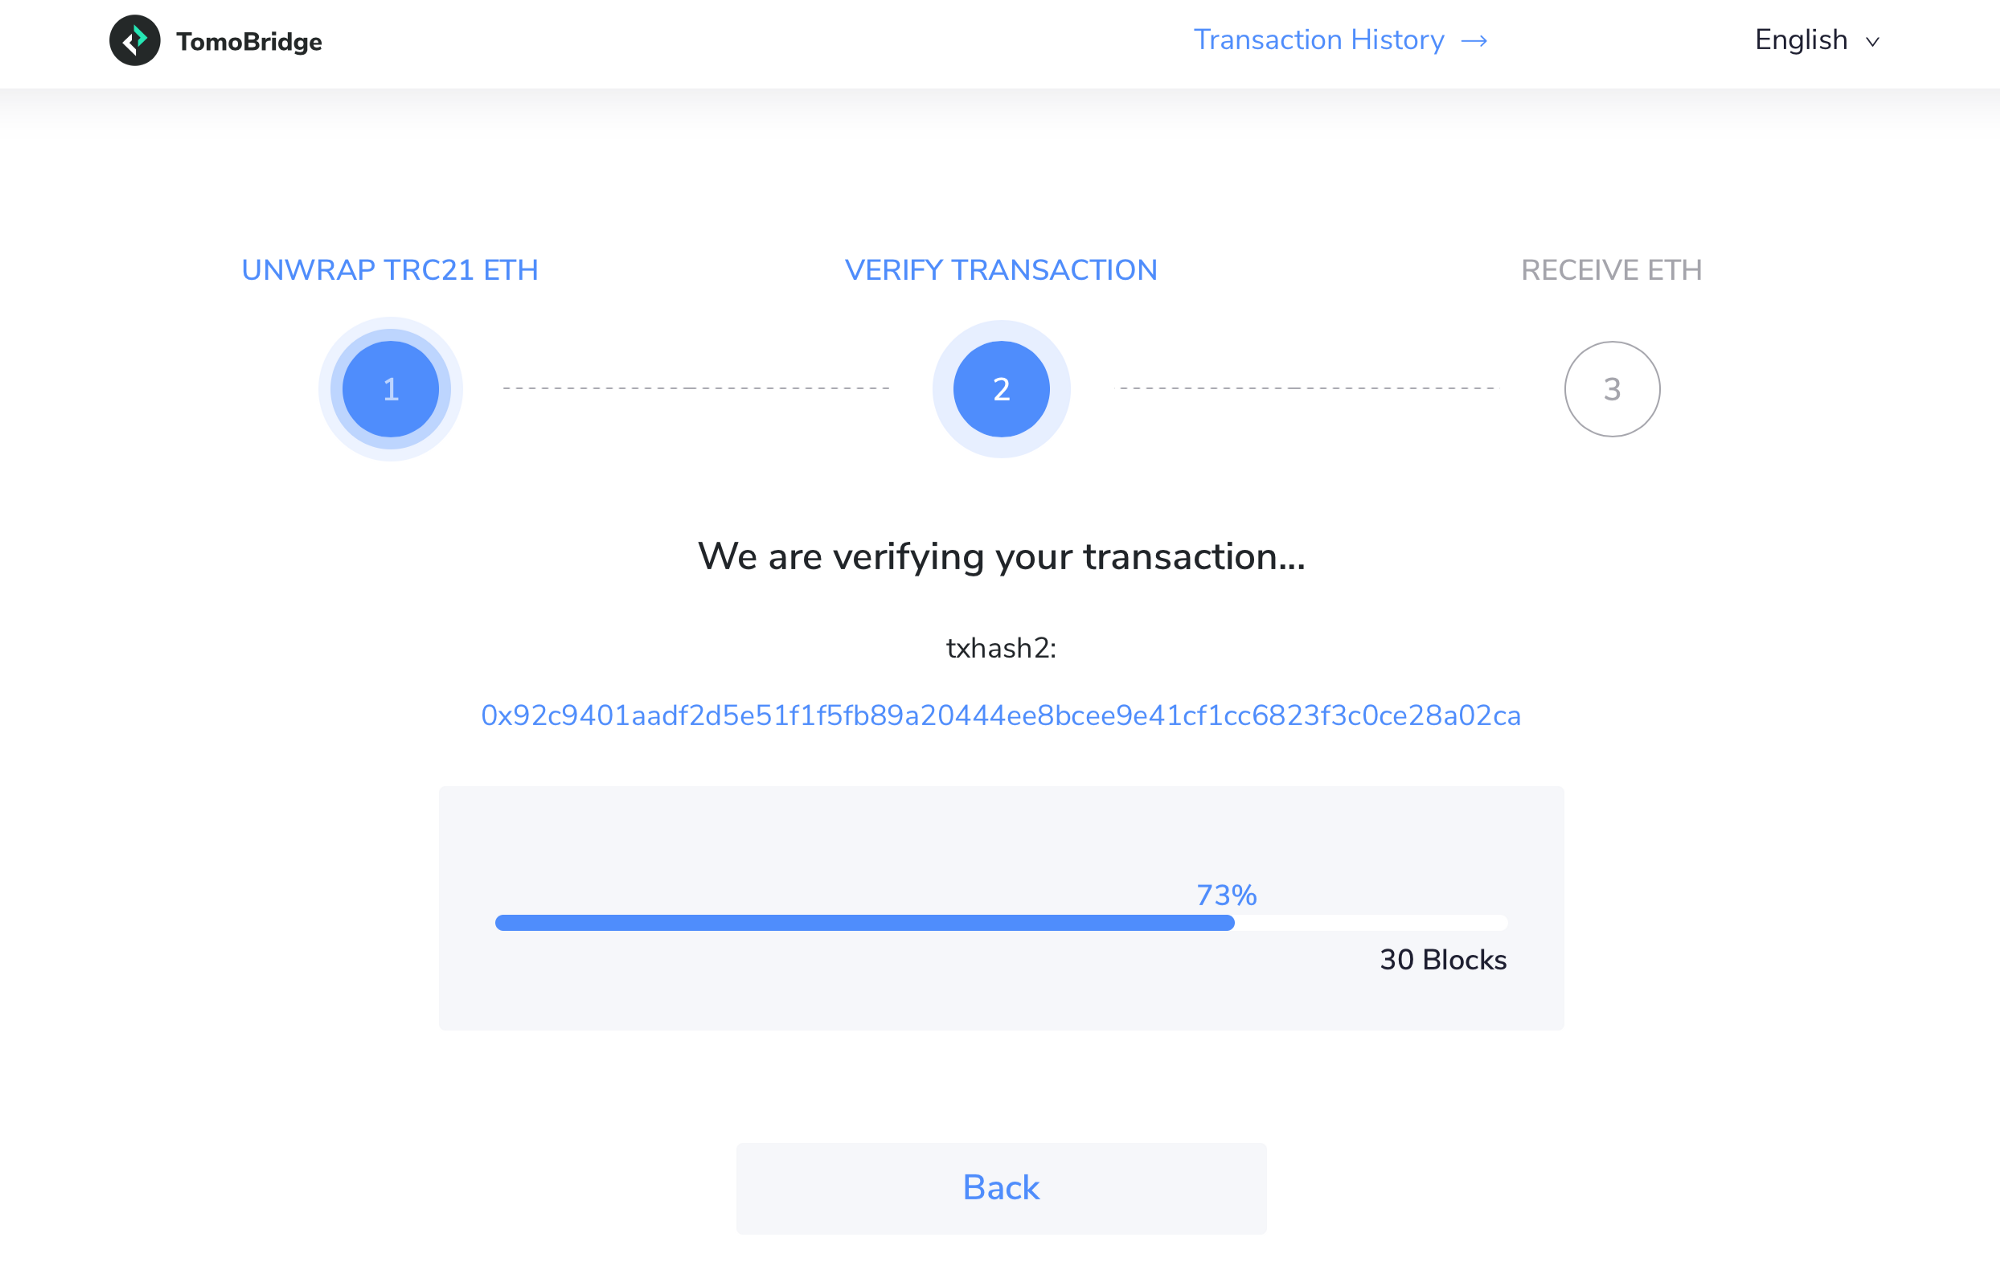 TomoBridge
Transaction History →
English
UNWRAP TRC21 ETH
VERIFY TRANSACTION
RECEIVE ETH
1
2
3
We are verifying your transaction...
txhash2:
0x92c9401aadf2d5e51f1f5fb89a20444ee8bcee9e41cf1cc6823f3c0ce28a02ca
73%
30 Blocks
Back